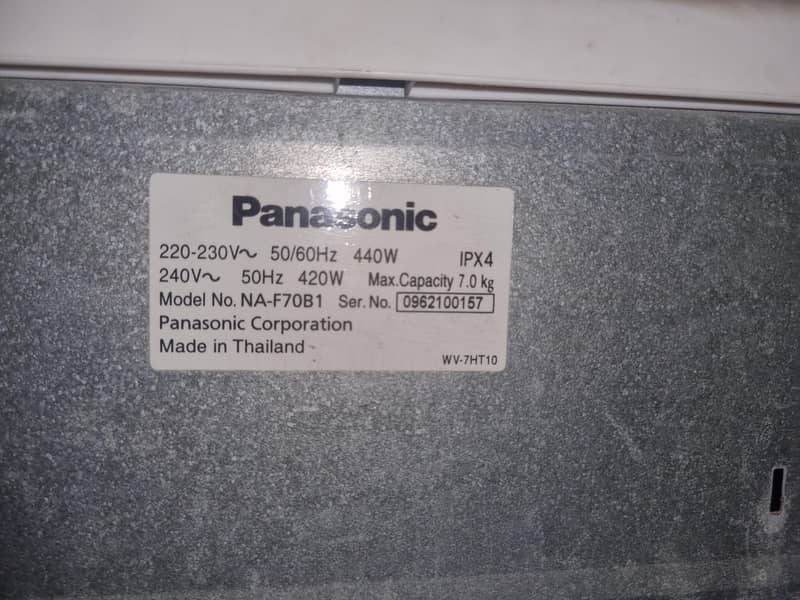 Panasonic
220-230V～ 50/60Hz 440W IPX4
240V～ 50Hz 420W Max.Capacity 7.0 kg
Model No. NA-F70B1 Ser. No. 0962100157
Panasonic Corporation
Made in Thailand
WV-7HT10